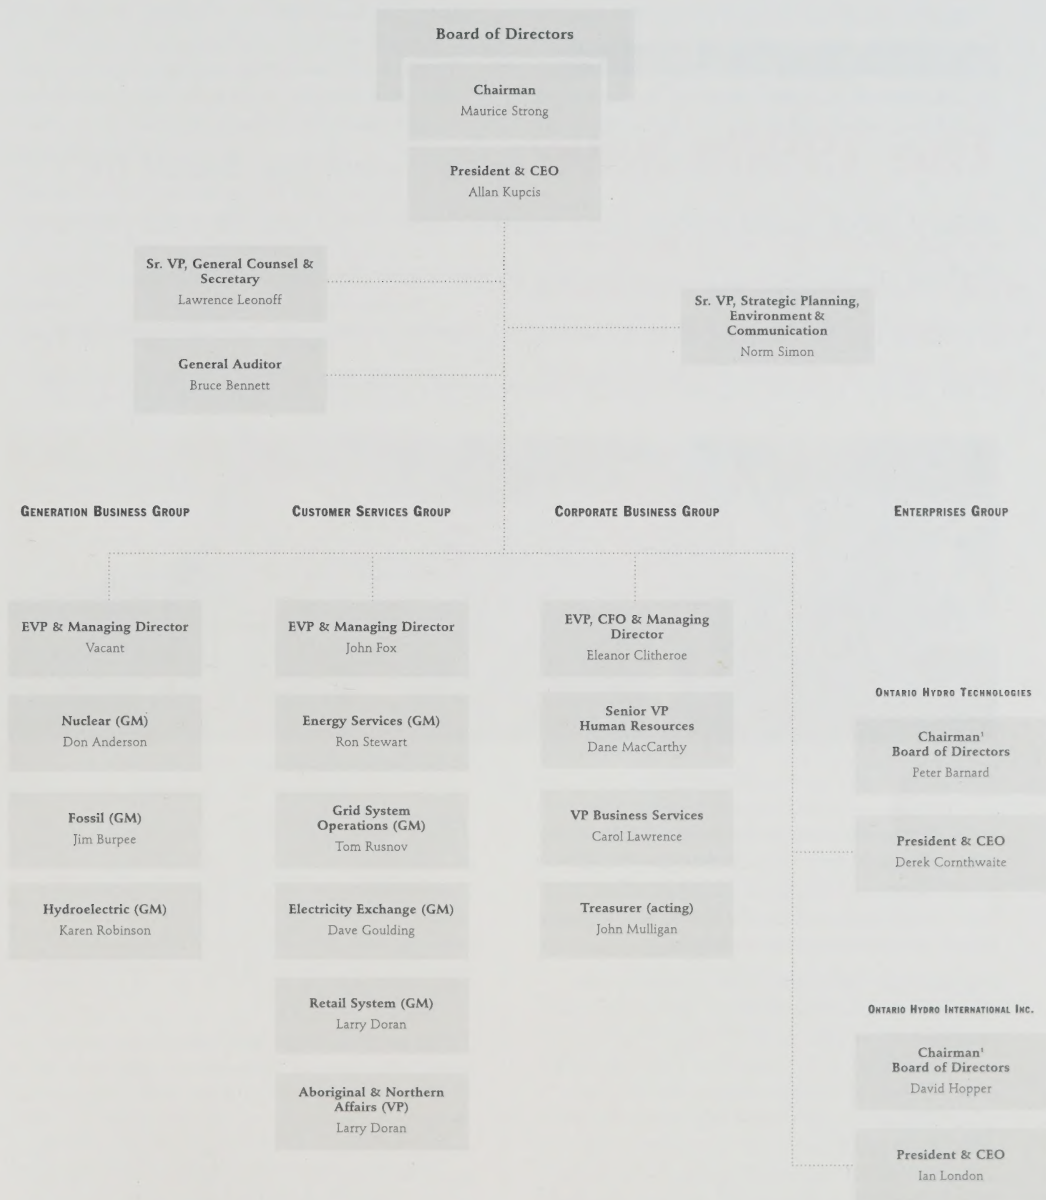 Board of Directors
Chairman
Maurice Strong
President & CEO
Allan Kupcis
Sr. VP, General Counsel &
Secretary
Lawrence Leonoff
Sr. VP, Strategic Planning,
Environment &
Communication
Norm Simon
General Auditor
Bruce Bennett
GENERATION BUSINESS GROUP
EVP & Managing Director
Vacant
Nuclear (GM)
Don Anderson
Fossil (GM)
Jim Burpee
Hydroelectric (GM)
Karen Robinson
CUSTOMER SERVICES GROUP
EVP & Managing Director
John Fox
Energy Services (GM)
Ron Stewart
Grid System
Operations (GM)
Tom Rusnov
Electricity Exchange (GM)
Dave Goulding
Retail System (GM)
Larry Doran
Aboriginal & Northern
Affairs (VP)
Larry Doran
CORPORATE BUSINESS GROUP
EVP, CFO & Managing
Director
Eleanor Clitheroe
Senior VP
Human Resources
Dane MacCarthy
VP Business Services
Carol Lawrence
Treasurer (acting)
John Mulligan
ENTERPRISES GROUP
ONTARIO HYDRO TECHNOLOGIES
Chairman¹
Board of Directors
Peter Barnard
President & CEO
Derek Cornthwaite
ONTARIO HYDRO INTERNATIONAL INC.
Chairman¹
Board of Directors
David Hopper
President & CEO
Ian London